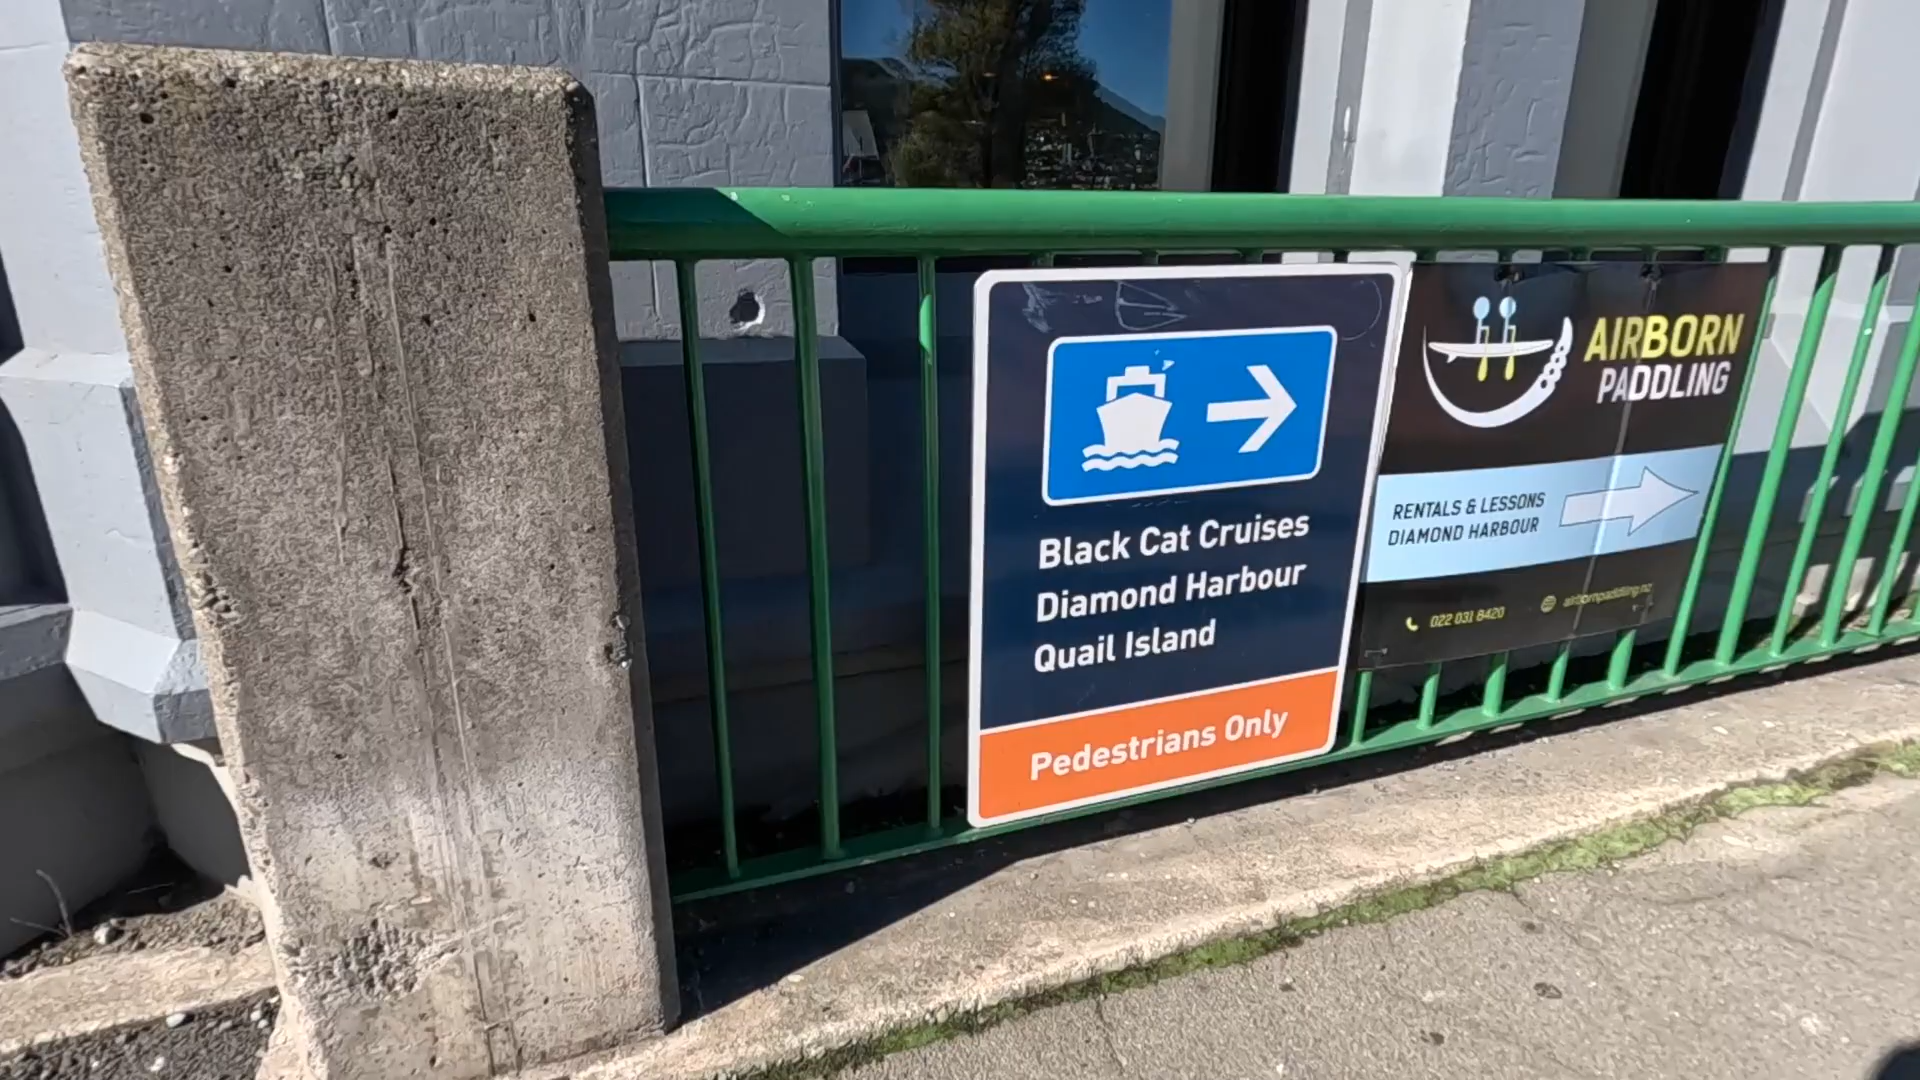 Black Cat Cruises
Diamond Harbour
Quail Island
Pedestrians Only
AIRBORN
PADDLING
RENTALS & LESSONS
DIAMOND HARBOUR
022 031 8420
airbornpaddling.nz